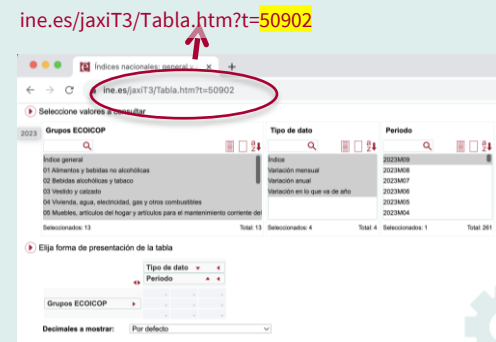 ine.es/jaxiT3/Tabla.htm?t=50902
Índices nacionales: general y
ine.es/jaxiT3/Tabla.htm?t=50902
Seleccione valores a consultar
2023
Grupos ECOICOP
Tipo de dato
Periodo
Índice general
01 Alimentos y bebidas no alcohólicas
02 Bebidas alcohólicas y tabaco
03 Vestido y calzado
04 Vivienda, agua, electricidad, gas y otros combustibles
05 Muebles, artículos del hogar y artículos para el mantenimiento corriente del
Índice
Variación mensual
Variación anual
Variación en lo que va de año
2023M09
2023M08
2023M07
2023M06
2023M05
2023M04
Seleccionados: 13 Total: 13
Seleccionados: 4 Total: 4
Seleccionados: 1 Total: 261
Elija forma de presentación de la tabla
Tipo de dato
Periodo
Grupos ECOICOP
Decimales a mostrar: Por defecto